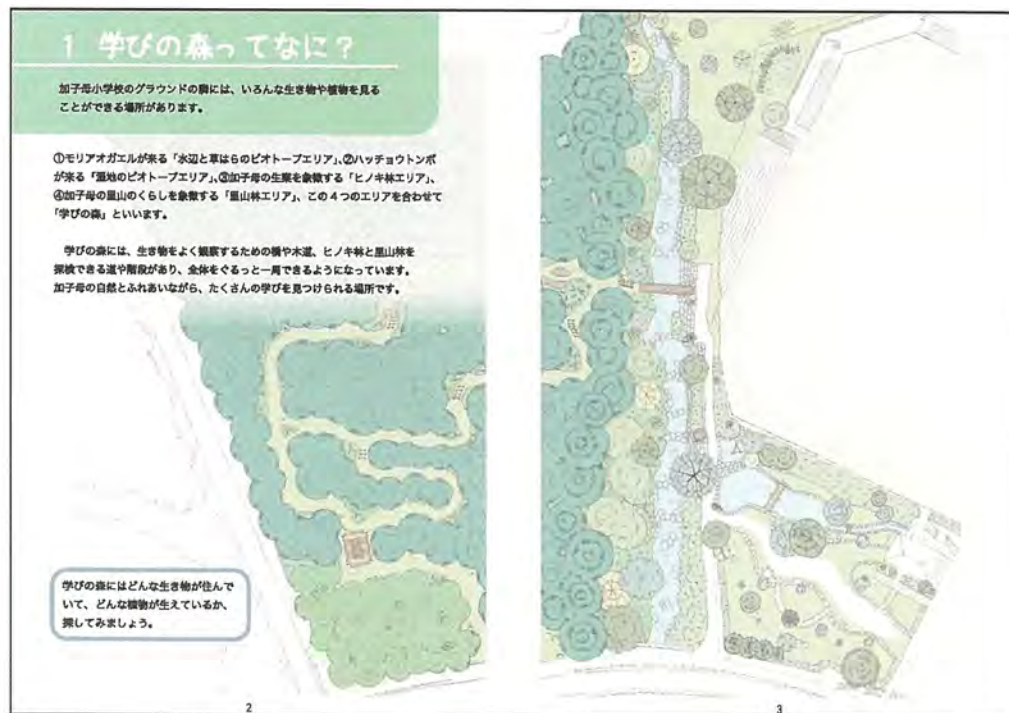 1 学びの森ってなに？
加子母小学校のグラウンドの隣には、いろんな生き物や植物を見る
ことができる場所があります。
①モリアオガエルが来る「水辺と草はらのビオトープエリア」、②ハッチョウトンボ
が来る「湿地のビオトープエリア」、③加子母の生業を象徴する「ヒノキ林エリア」、
④加子母の里山のくらしを象徴する「里山林エリア」、この４つのエリアを合わせて
「学びの森」といいます。
学びの森には、生き物をよく観察するための橋や木道、ヒノキ林と里山林を
探検できる道や階段があり、全体をぐるっと一周できるようになっています。
加子母の自然とふれあいながら、たくさんの学びを見つけられる場所です。
学びの森にはどんな生き物が住んで
いて、どんな植物が生えているか、
探してみましょう。
2
3